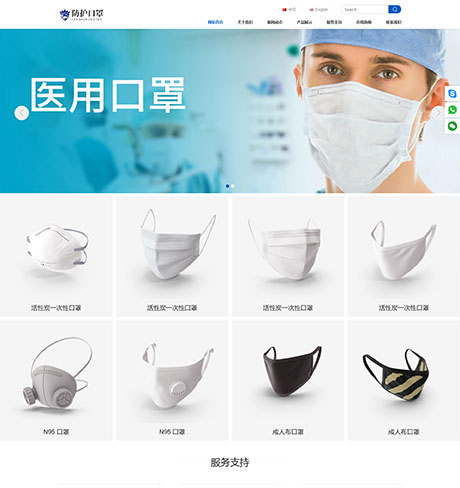 中文
English
Search
防护口罩
网站首页 关于我们 新闻动态 产品展示 服务支持 在线询盘 联系我们
医用口罩
活性炭一次性口罩
活性炭一次性口罩
活性炭一次性口罩
活性炭一次性口罩
N95 口罩
N95 口罩
成人布口罩
成人布口罩
服务支持